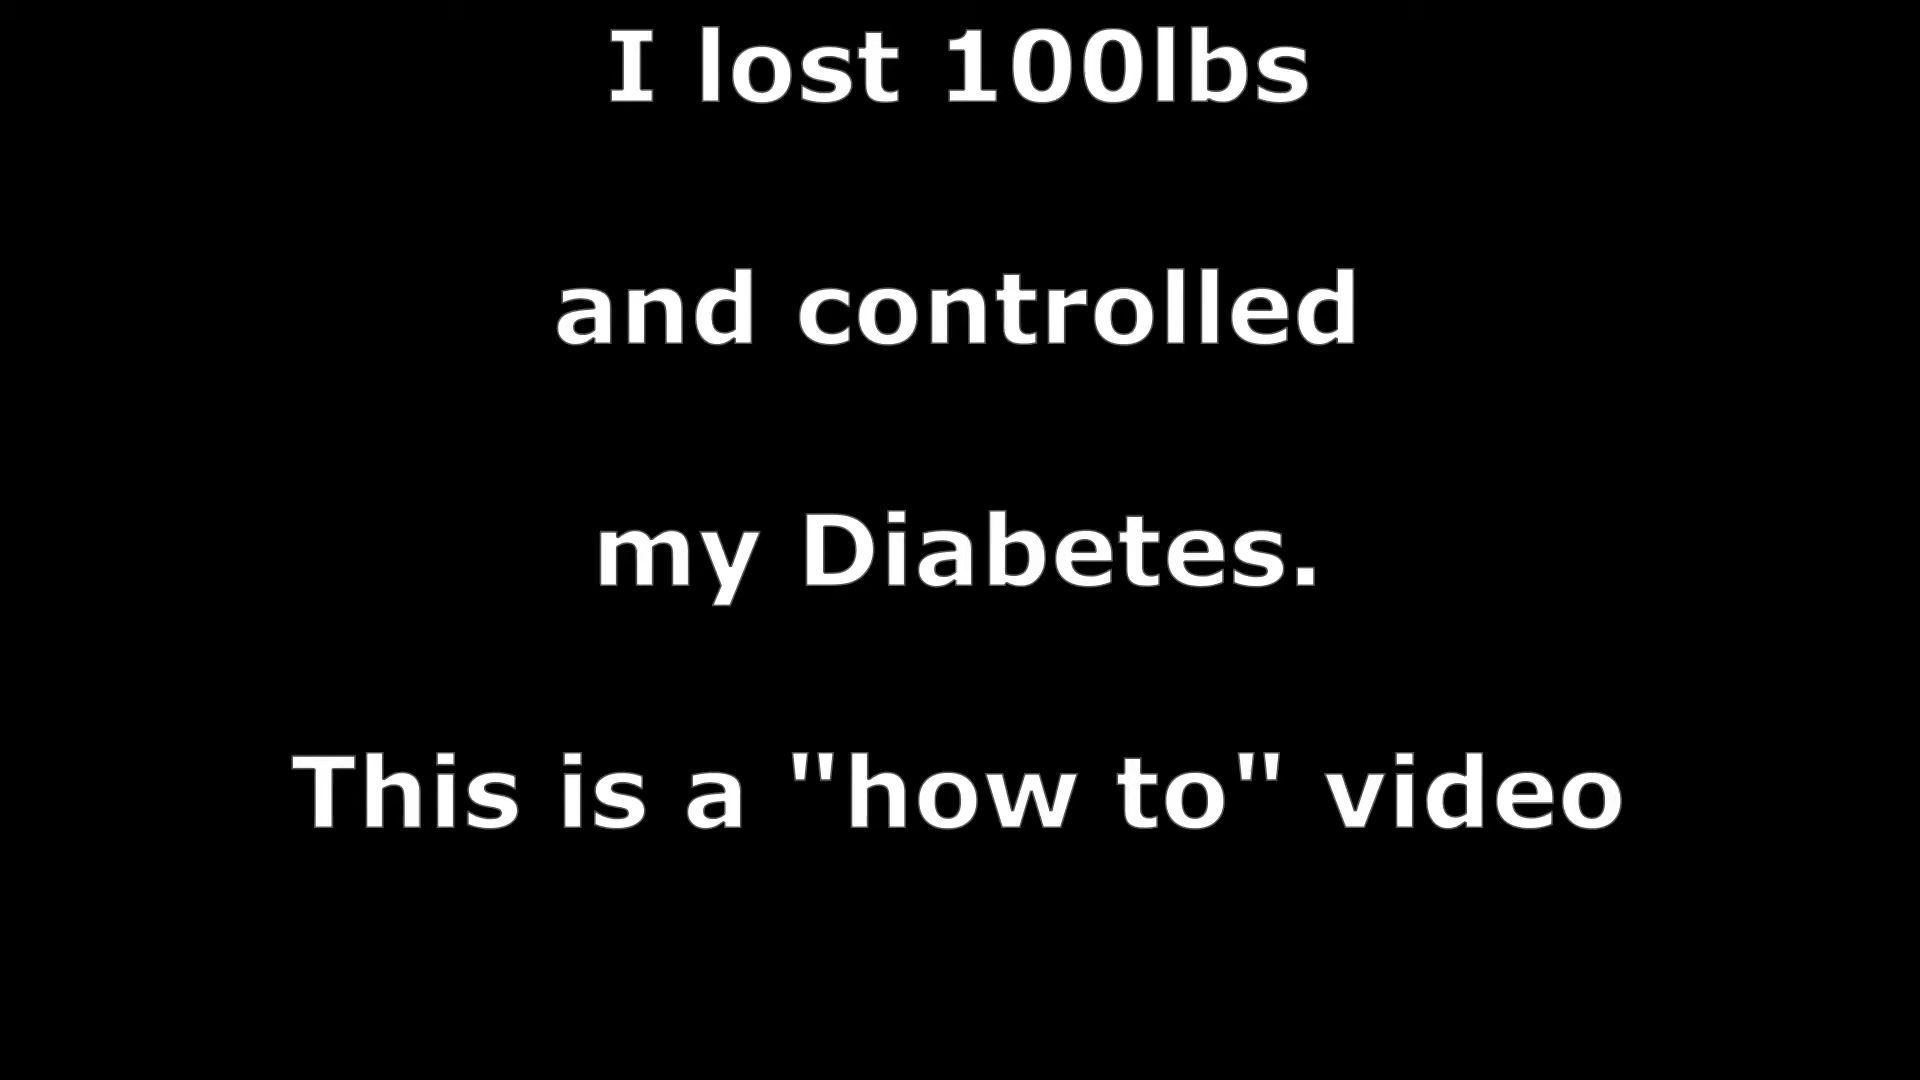 I lost 100lbs
and controlled
my Diabetes.
This is a "how to" video